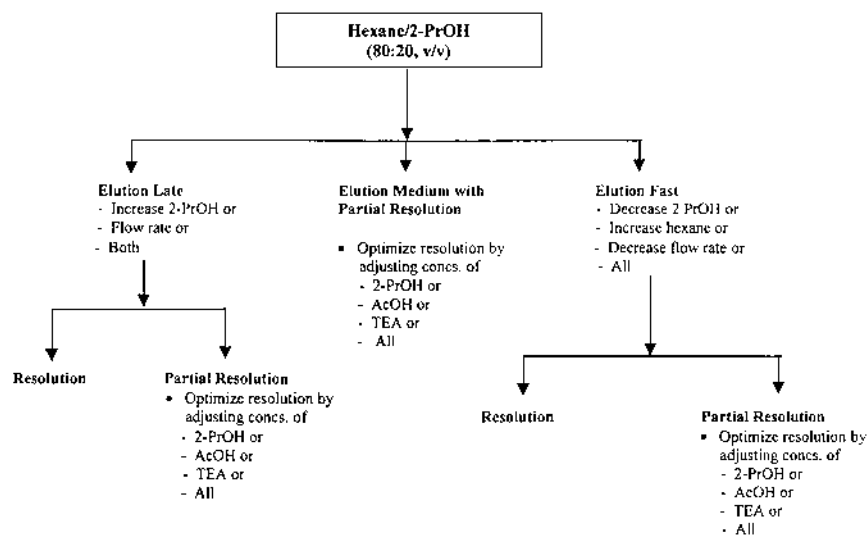 Hexane/2-PrOH
(80:20, v/v)
Elution Late
- Increase 2-PrOH or
- Flow rate or
- Both
Elution Medium with
Partial Resolution
▪ Optimize resolution by
adjusting concs. of
- 2-PrOH or
- AcOH or
- TEA or
- All
Elution Fast
- Decrease 2 PrOH or
- Increase hexane or
- Decrease flow rate or
- All
Resolution
Partial Resolution
▪ Optimize resolution by
adjusting concs. of
- 2-PrOH or
- AcOH or
- TEA or
- All
Resolution
Partial Resolution
▪ Optimize resolution by
adjusting concs. of
- 2-PrOH or
- AcOH or
- TEA or
- All